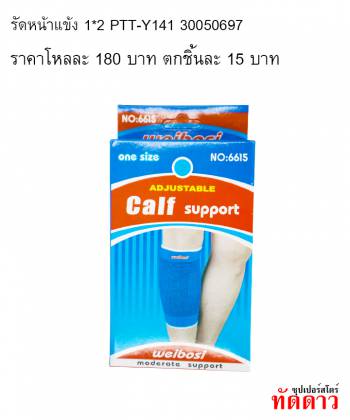 รัดหน้าแข้ง 1*2 PTT-Y141 30050697
ราคาโหลละ 180 บาท ตกชิ้นละ 15 บาท
NO:6615
weibosi
one size NO:6615
ADJUSTABLE
Calf support
weibosi
weibosi
moderate support
ซุปเปอร์สโตร์
ทัดดาว